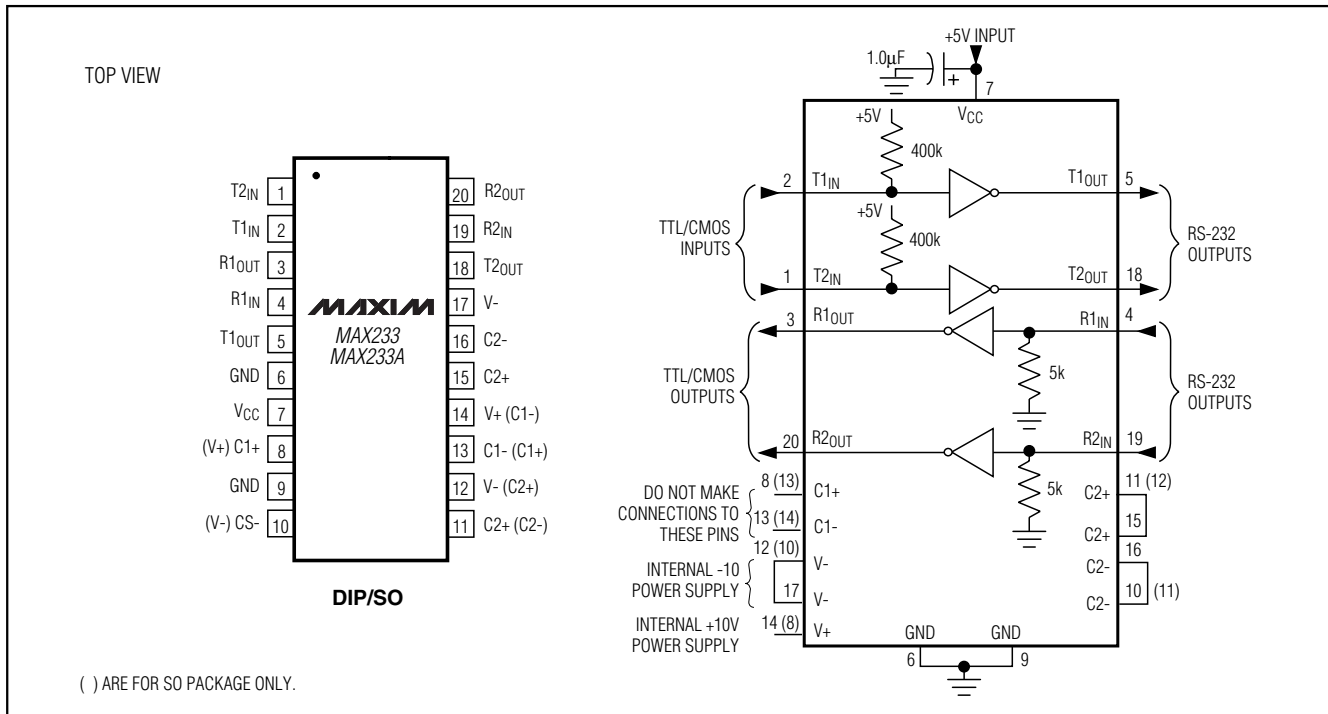 TOP VIEW
T2IN 1
T1IN 2
R1OUT 3
R1IN 4
T1OUT 5
GND 6
VCC 7
(V+) C1+ 8
GND 9
(V-) CS- 10
MAXIM
MAX233
MAX233A
20 R2OUT
19 R2IN
18 T2OUT
17 V-
16 C2-
15 C2+
14 V+ (C1-)
13 C1- (C1+)
12 V- (C2+)
11 C2+ (C2-)
DIP/SO
( ) ARE FOR SO PACKAGE ONLY.
+5V INPUT
1.0µF
+
7
VCC
+5V
400k
2 T1IN
T1OUT 5
+5V
400k
TTL/CMOS
INPUTS
RS-232
OUTPUTS
1 T2IN
T2OUT 18
3 R1OUT
R1IN 4
5k
TTL/CMOS
OUTPUTS
RS-232
OUTPUTS
20 R2OUT
R2IN 19
5k
8 (13) C1+
DO NOT MAKE
CONNECTIONS TO
THESE PINS
13 (14) C1-
12 (10) V-
INTERNAL -10
POWER SUPPLY
17 V-
INTERNAL +10V
POWER SUPPLY
14 (8) V+
C2+ 11 (12)
C2+ 15
C2- 16
C2- 10 (11)
GND GND
6 9